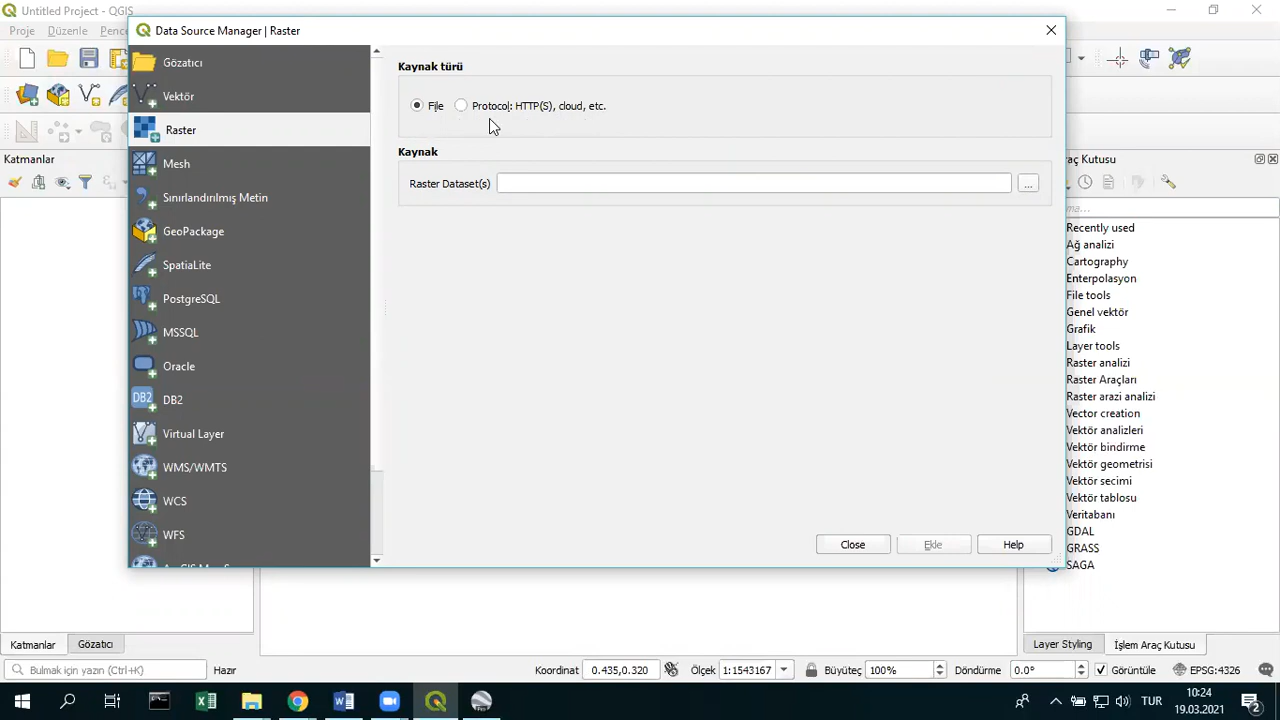 Untitled Project - QGIS
Proje Düzenle
Data Source Manager | Raster
Gözatıcı
Vektör
Raster
Mesh
Sınırlandırılmış Metin
GeoPackage
SpatiaLite
PostgreSQL
MSSQL
Oracle
DB2
DB2
Virtual Layer
WMS/WMTS
WCS
WFS
Kaynak türü
File Protocol: HTTP(S), cloud, etc.
Kaynak
Raster Dataset(s) ...
Close Ekle Help
Katmanlar
Araç Kutusu
Recently used
Ağ analizi
Cartography
Enterpolasyon
File tools
Genel vektör
Grafik
Layer tools
Raster analizi
Raster Araçları
Raster arazi analizi
Vector creation
Vektör analizleri
Vektör bindirme
Vektör geometrisi
Vektör secimi
Vektör tablosu
Veritabanı
GDAL
GRASS
SAGA
Katmanlar Gözatıcı
Layer Styling İşlem Araç Kutusu
Bulmak için yazın (Ctrl+K) Hazır Koordinat 0.435,0.320 Ölçek 1:1543167 Büyüteç 100% Döndürme 0.0° Görüntüle EPSG:4326
TUR 10:24
19.03.2021
2